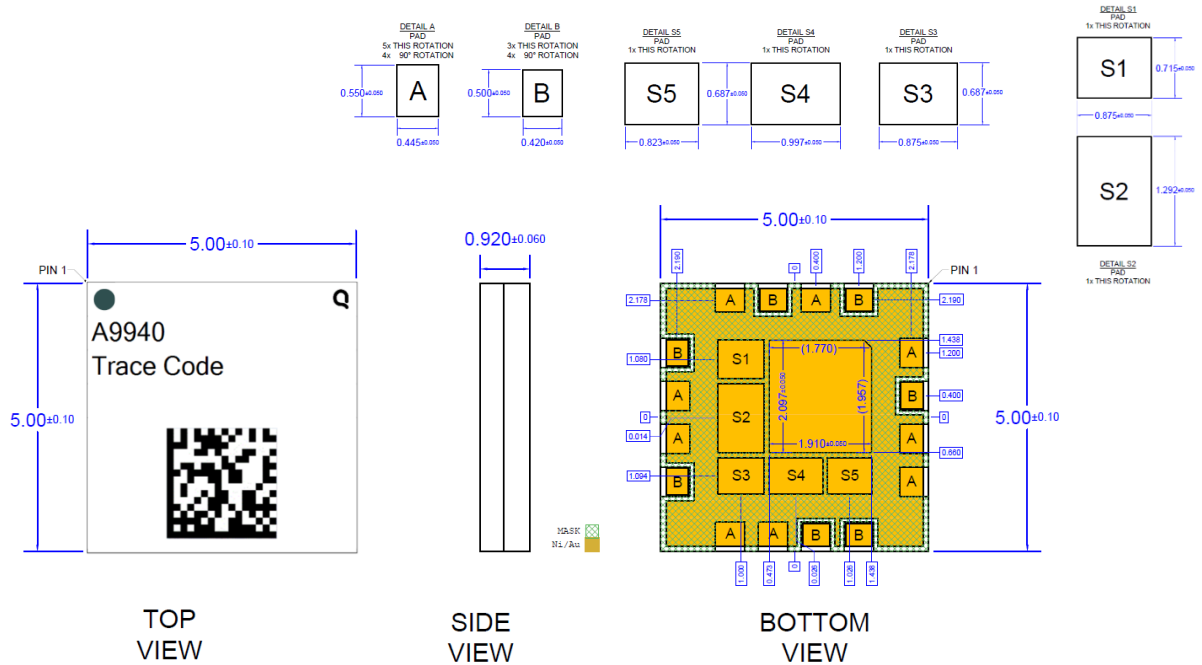 DETAIL A
PAD
5x THIS ROTATION
4x 90° ROTATION
A
0.550±0.050
0.445±0.050
DETAIL B
PAD
3x THIS ROTATION
4x 90° ROTATION
B
0.500±0.050
0.420±0.050
DETAIL S5
PAD
1x THIS ROTATION
S5
0.823±0.050
DETAIL S4
PAD
1x THIS ROTATION
0.687±0.050
S4
0.997±0.050
DETAIL S3
PAD
1x THIS ROTATION
S3
0.687±0.050
0.875±0.050
DETAIL S1
PAD
1x THIS ROTATION
S1
0.715±0.050
0.875±0.050
S2
1.292±0.050
DETAIL S2
PAD
1x THIS ROTATION
5.00±0.10
PIN 1
A9940
Trace Code
5.00±0.10
TOP
VIEW
0.920±0.060
SIDE
VIEW
MASK
Ni/Au
5.00±0.10
2.190
0
0.400
1.200
2.178
PIN 1
2.178
A
B
A
B
2.190
1.438
1.200
1.080
B
S1
(1.770)
A
A
S2
2.097±0.050
(1.957)
B
0.400
0
0
0.014
A
1.910±0.050
A
0.660
1.094
B
S3
S4
S5
A
A
A
B
B
1.000
0.473
0
0.026
1.026
1.438
5.00±0.10
BOTTOM
VIEW